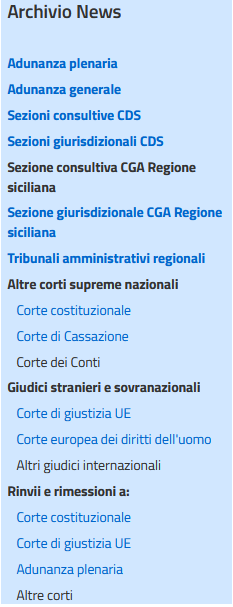 Archivio News
Adunanza plenaria
Adunanza generale
Sezioni consultive CDS
Sezioni giurisdizionali CDS
Sezione consultiva CGA Regione
siciliana
Sezione giurisdizionale CGA Regione
siciliana
Tribunali amministrativi regionali
Altre corti supreme nazionali
Corte costituzionale
Corte di Cassazione
Corte dei Conti
Giudici stranieri e sovranazionali
Corte di giustizia UE
Corte europea dei diritti dell'uomo
Altri giudici internazionali
Rinvii e rimessioni a:
Corte costituzionale
Corte di giustizia UE
Adunanza plenaria
Altre corti